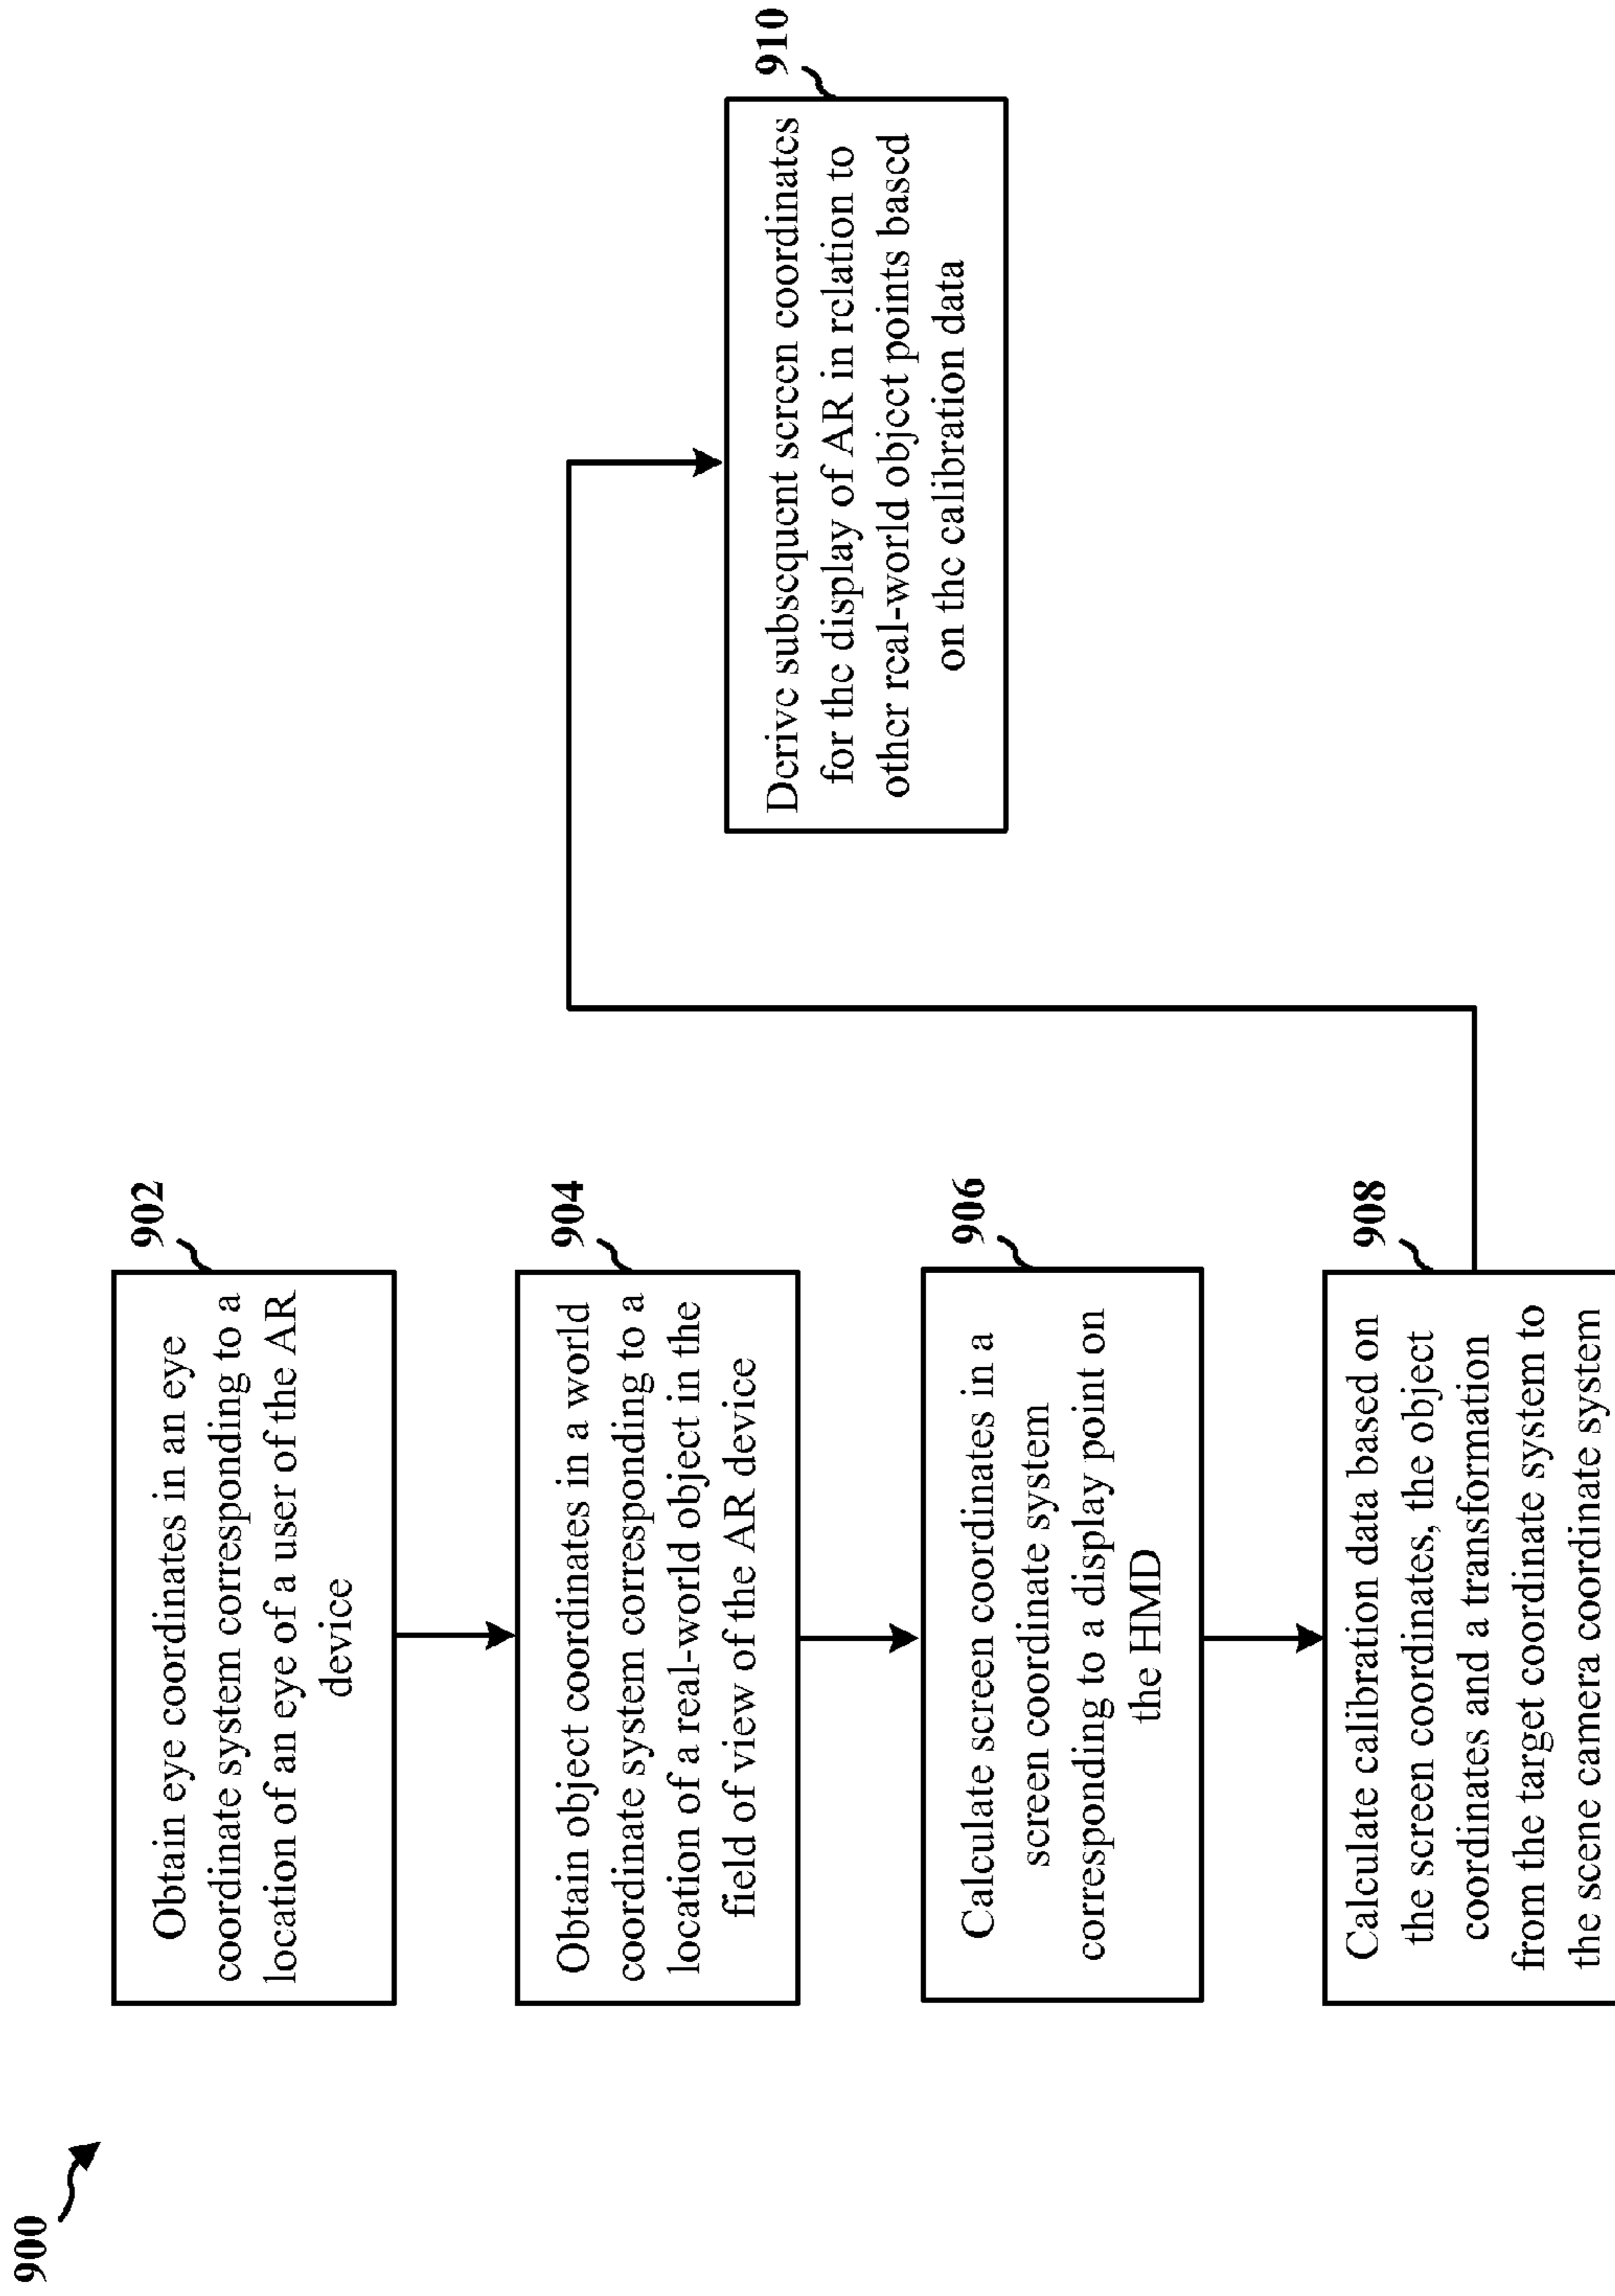 900
902
Obtain eye coordinates in an eye
coordinate system corresponding to a
location of an eye of a user of the AR
device
904
Obtain object coordinates in a world
coordinate system corresponding to a
location of a real-world object in the
field of view of the AR device
906
Calculate screen coordinates in a
screen coordinate system
corresponding to a display point on
the HMD
908
Calculate calibration data based on
the screen coordinates, the object
coordinates and a transformation
from the target coordinate system to
the scene camera coordinate system
910
Derive subsequent screen coordinates
for the display of AR in relation to
other real-world object points based
on the calibration data